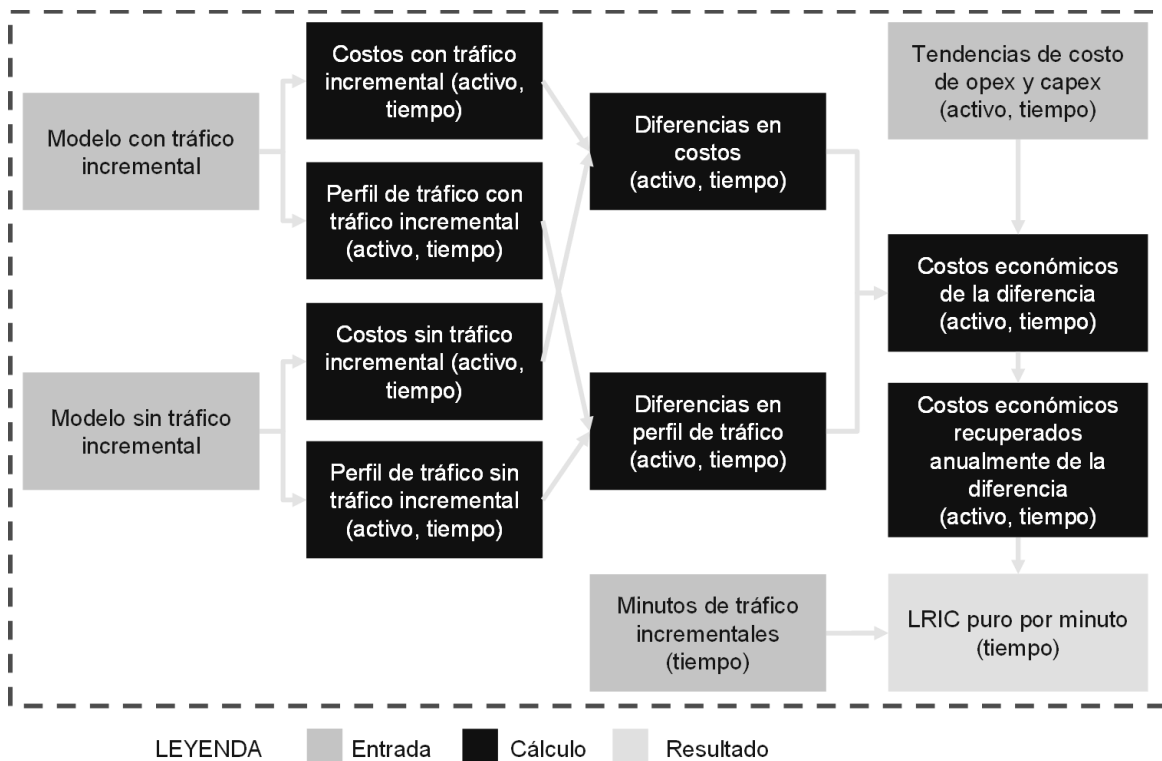 Modelo con tráfico
incremental
Modelo sin tráfico
incremental
Costos con tráfico
incremental (activo,
tiempo)
Perfil de tráfico con
tráfico incremental
(activo, tiempo)
Costos sin tráfico
incremental (activo,
tiempo)
Perfil de tráfico sin
tráfico incremental
(activo, tiempo)
Diferencias en
costos
(activo, tiempo)
Diferencias en
perfil de tráfico
(activo, tiempo)
Minutos de tráfico
incrementales
(tiempo)
Tendencias de costo
de opex y capex
(activo, tiempo)
Costos económicos
de la diferencia
(activo, tiempo)
Costos económicos
recuperados
anualmente de la
diferencia
(activo, tiempo)
LRIC puro por minuto
(tiempo)
LEYENDA Entrada Cálculo Resultado